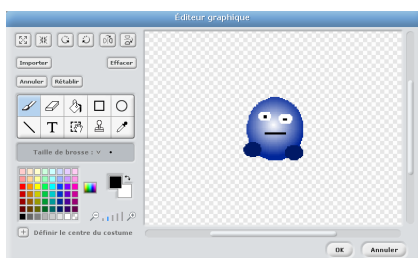 Éditeur graphique
Importer
Effacer
Annuler
Rétablir
T
Taille de brosse :
Définir le centre du costume
OK
Annuler